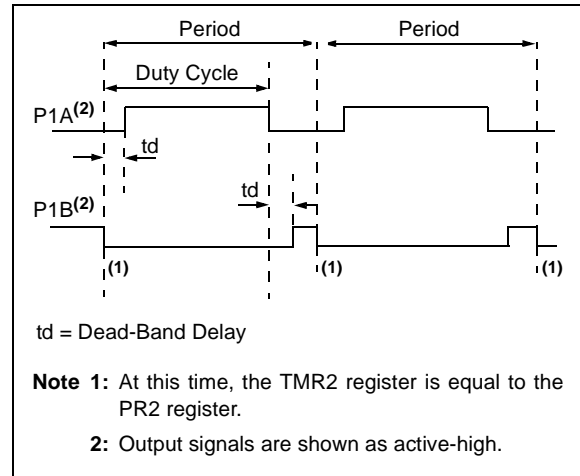 Period Period
Duty Cycle
P1A(2)
td
td
P1B(2)
(1) (1) (1)
td = Dead-Band Delay
Note 1: At this time, the TMR2 register is equal to the
PR2 register.
2: Output signals are shown as active-high.